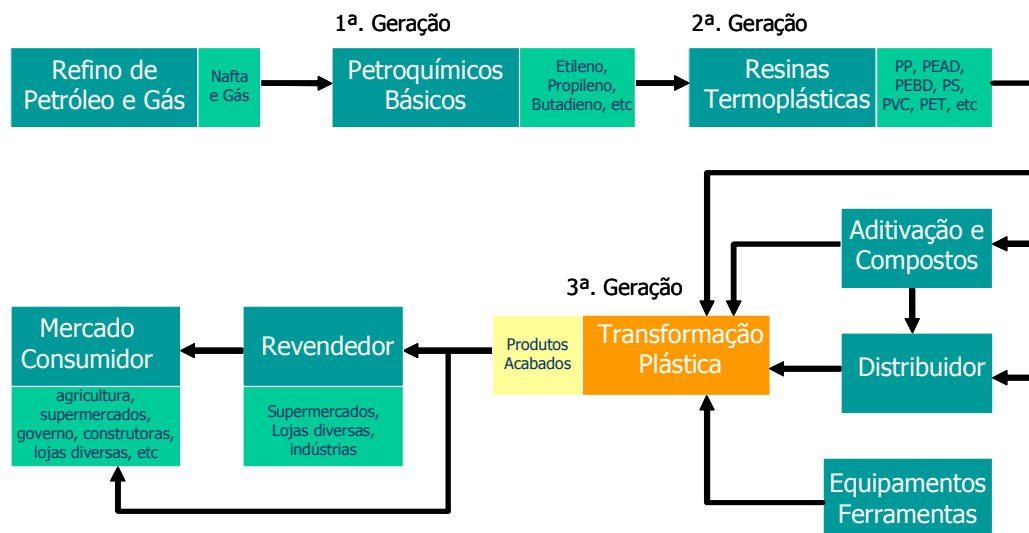 1ª. Geração
2ª. Geração
Refino de
Petróleo e Gás
Nafta
e Gás
Petroquímicos
Básicos
Etileno,
Propileno,
Butadieno, etc
Resinas
Termoplásticas
PP, PEAD,
PEBD, PS,
PVC, PET, etc
Aditivação e
Compostos
3ª. Geração
Mercado
Consumidor
agricultura,
supermercados,
governo, construtoras,
lojas diversas, etc
Revendedor
Supermercados,
Lojas diversas,
indústrias
Produtos
Acabados
Transformação
Plástica
Distribuidor
Equipamentos
Ferramentas